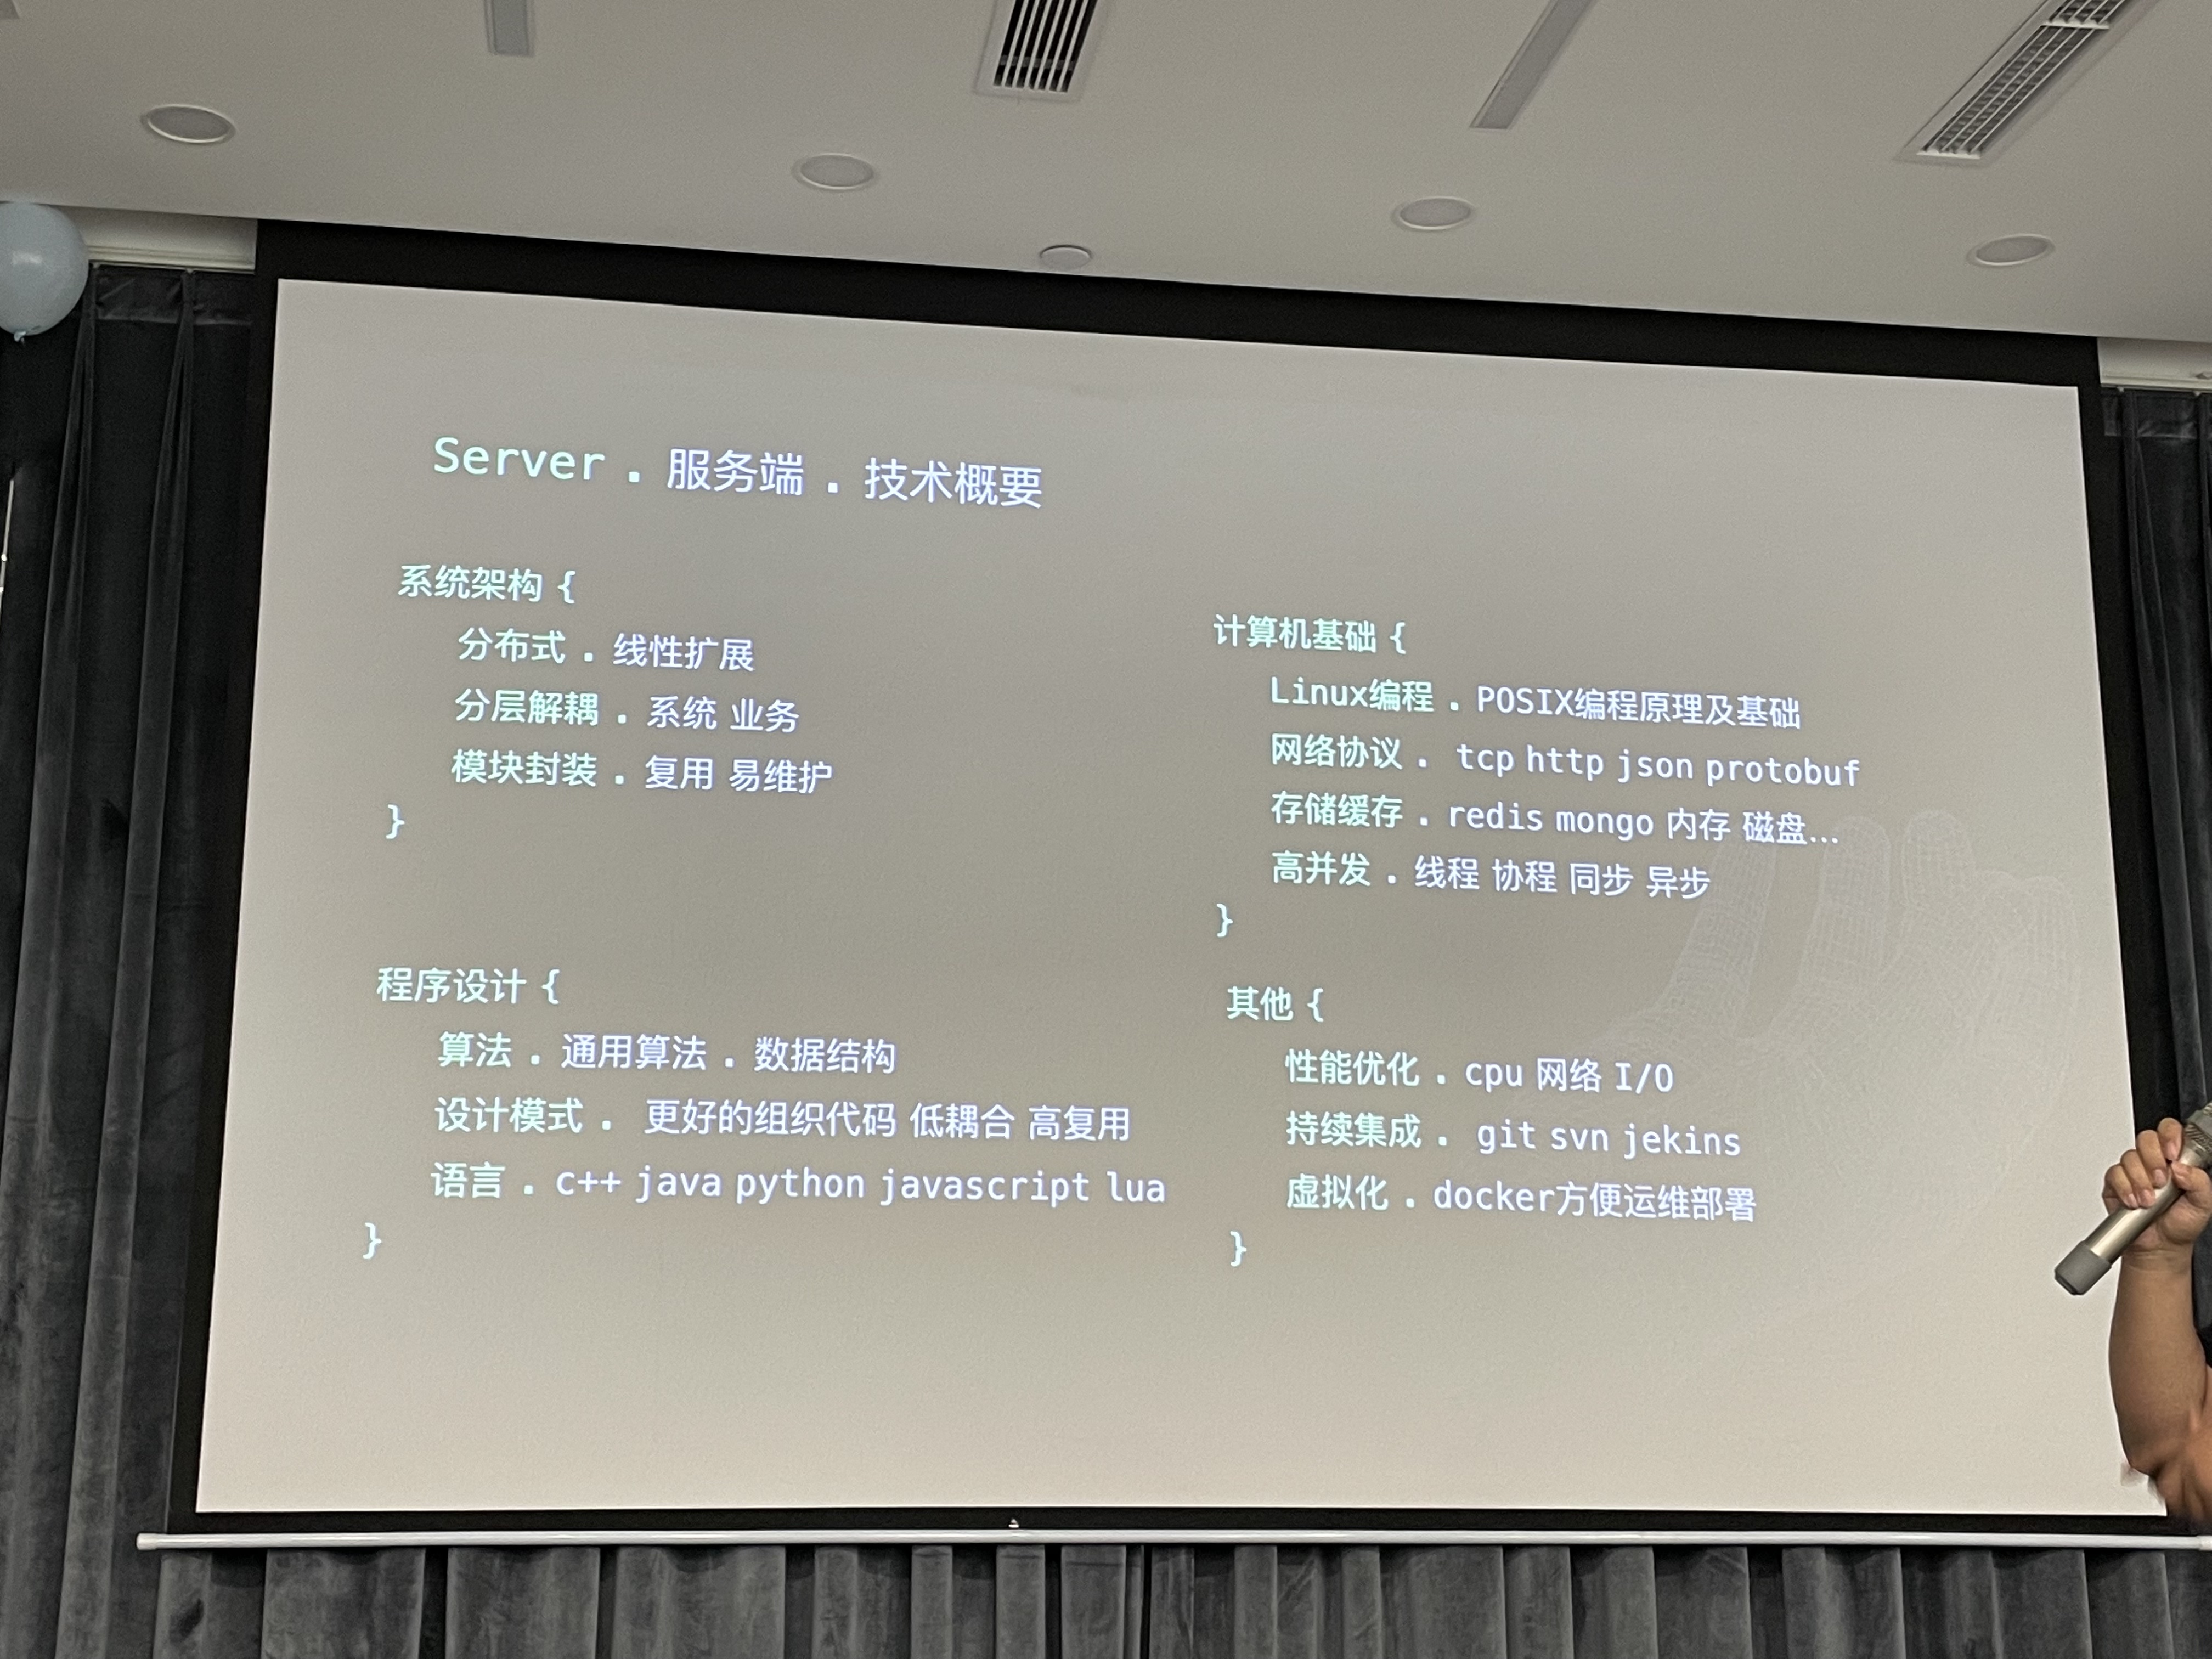 Server . 服务端 . 技术概要
系统架构 {
分布式 . 线性扩展
分层解耦 . 系统 业务
模块封装 . 复用 易维护
}
程序设计 {
算法 . 通用算法 . 数据结构
设计模式 . 更好的组织代码 低耦合 高复用
语言 . c++ java python javascript lua
}
计算机基础 {
Linux编程 . POSIX编程原理及基础
网络协议 . tcp http json protobuf
存储缓存 . redis mongo 内存 磁盘...
高并发 . 线程 协程 同步 异步
}
其他 {
性能优化 . cpu 网络 I/O
持续集成 . git svn jekins
虚拟化 . docker方便运维部署
}